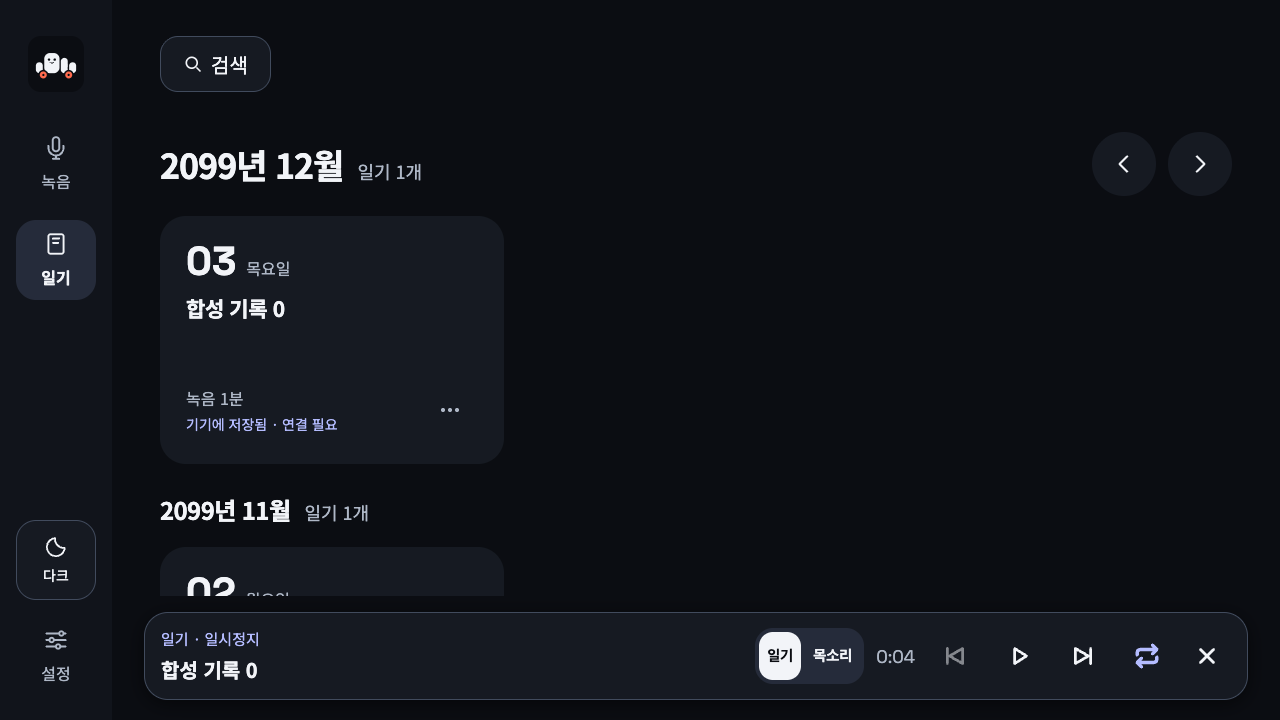 검색
녹음
일기
다크
설정
2099년 12월 일기 1개
03 목요일
합성 기록 0
녹음 1분
기기에 저장됨 · 연결 필요
2099년 11월 일기 1개
02
일기 · 일시정지
합성 기록 0
일기 목소리 0:04